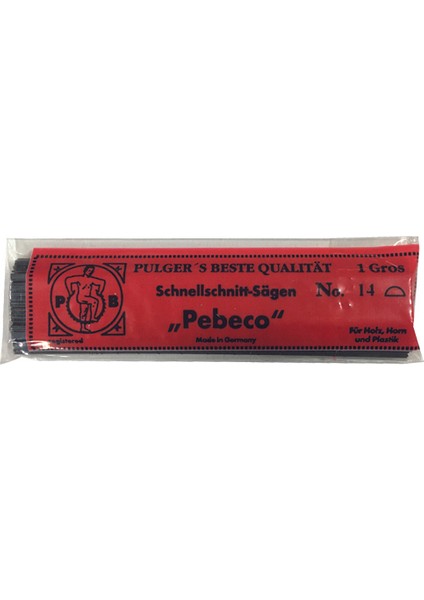 PULGER´S BESTE QUALITÄT 1 Gros
Schnellschnitt-Sägen No. 14
„Pebeco“
Made in Germany
Für Holz, Horn
und Plastik
P B
registered